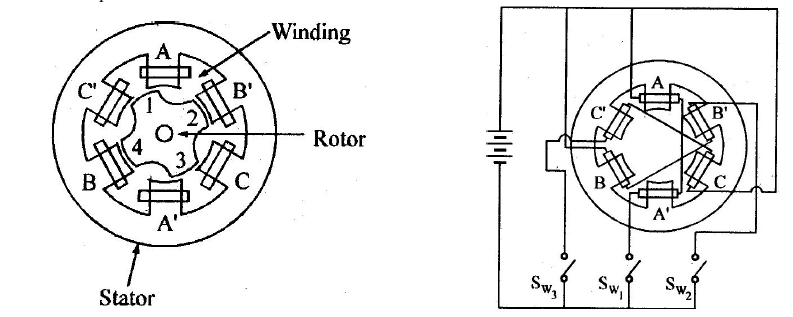 Winding
A
C'
B'
1
2
Rotor
4
3
B
C
A'
Stator
A
C'
B'
B
C
A'
SW3
SW1
SW2